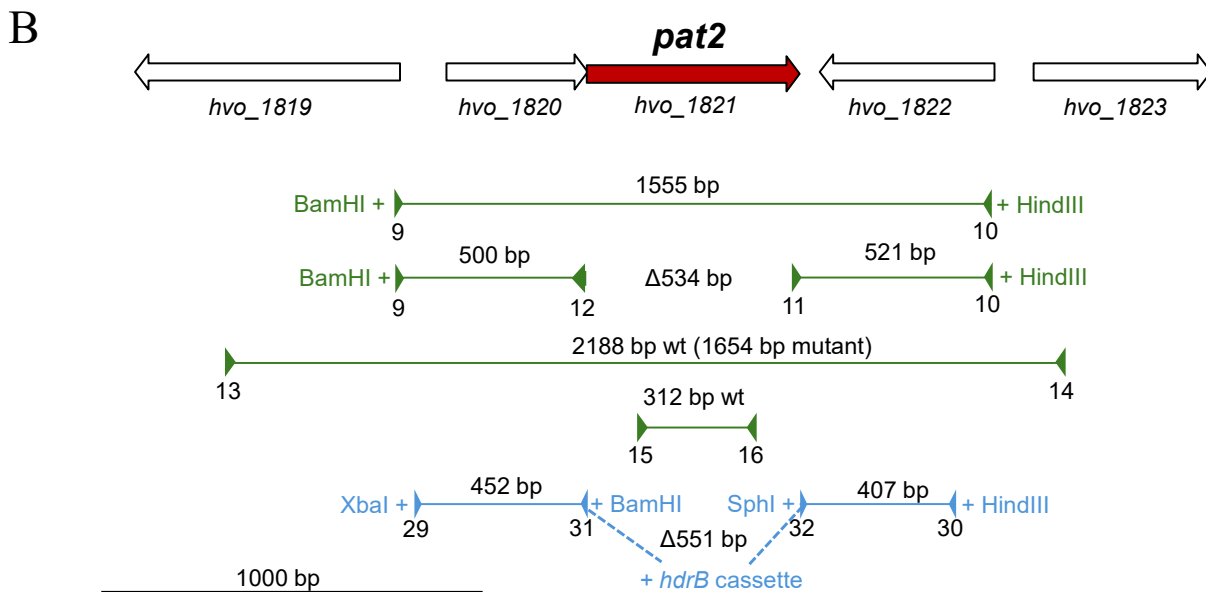 B
pat2
hvo_1819 hvo_1820 hvo_1821 hvo_1822 hvo_1823
1555 bp
BamHI + + HindIII
9 10
500 bp 521 bp
BamHI + Δ534 bp + HindIII
9 12 11 10
2188 bp wt (1654 bp mutant)
13 14
312 bp wt
15 16
452 bp 407 bp
XbaI + + BamHI SphI + + HindIII
29 31 32 30
Δ551 bp
+ hdrB cassette
1000 bp